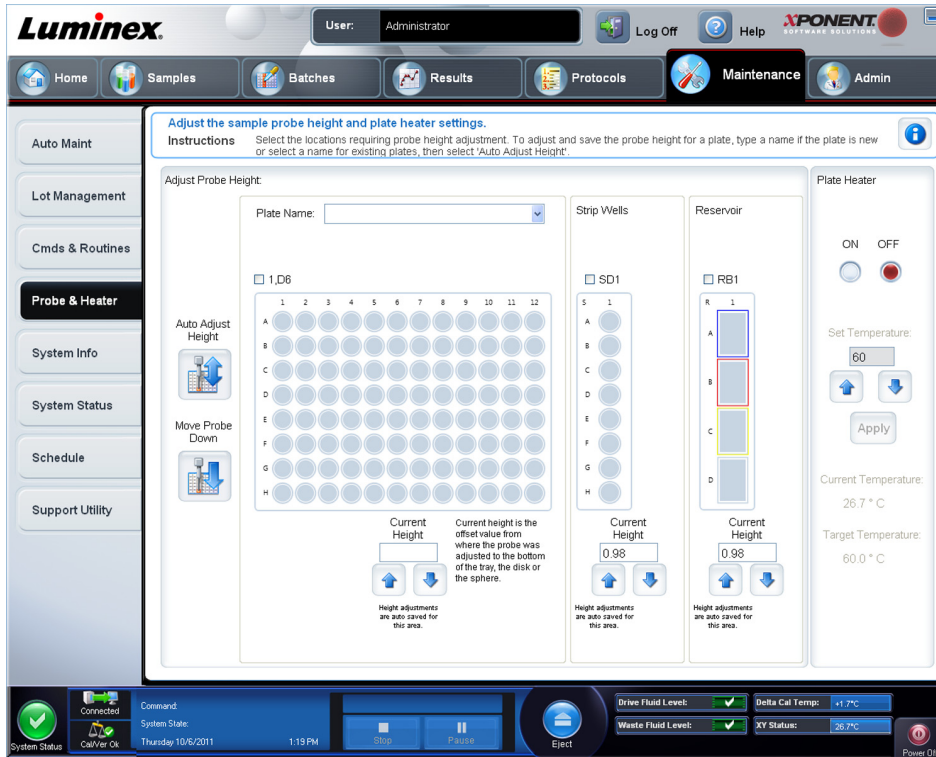 Luminex.
User: Administrator
Log Off
Help
XPONENT.
SOFTWARE SOLUTIONS
Home
Samples
Batches
Results
Protocols
Maintenance
Admin
Auto Maint
Lot Management
Cmds & Routines
Probe & Heater
System Info
System Status
Schedule
Support Utility
Adjust the sample probe height and plate heater settings.
Instructions Select the locations requiring probe height adjustment. To adjust and save the probe height for a plate, type a name if the plate is new
or select a name for existing plates, then select 'Auto Adjust Height'.
Adjust Probe Height:
Auto Adjust
Height
Move Probe
Down
Plate Name:
1,D6
1 2 3 4 5 6 7 8 9 10 11 12
A
B
C
D
E
F
G
H
Current
Height
Current height is the
offset value from
where the probe was
adjusted to the bottom
of the tray, the disk or
the sphere.
Height adjustments
are auto saved for
this area.
Strip Wells
SD1
S 1
A
B
C
D
E
F
G
H
Current
Height
0.98
Height adjustments
are auto saved for
this area.
Reservoir
RB1
R 1
A
B
C
D
Current
Height
0.98
Height adjustments
are auto saved for
this area.
Plate Heater
ON OFF
Set Temperature:
60
Apply
Current Temperature:
26.7 ° C
Target Temperature:
60.0 ° C
System Status
Connected
Cal/Ver Ok
Command:
System State:
Thursday 10/6/2011 1:19 PM
Stop
Pause
Eject
Drive Fluid Level:
Waste Fluid Level:
Delta Cal Temp: +1.7°C
XY Status: 26.7°C
Power Off